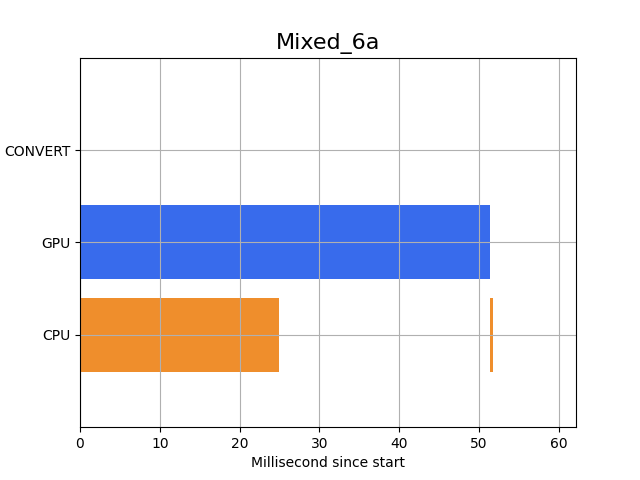 Mixed_6a
CONVERT
GPU
CPU
0 10 20 30 40 50 60
Millisecond since start